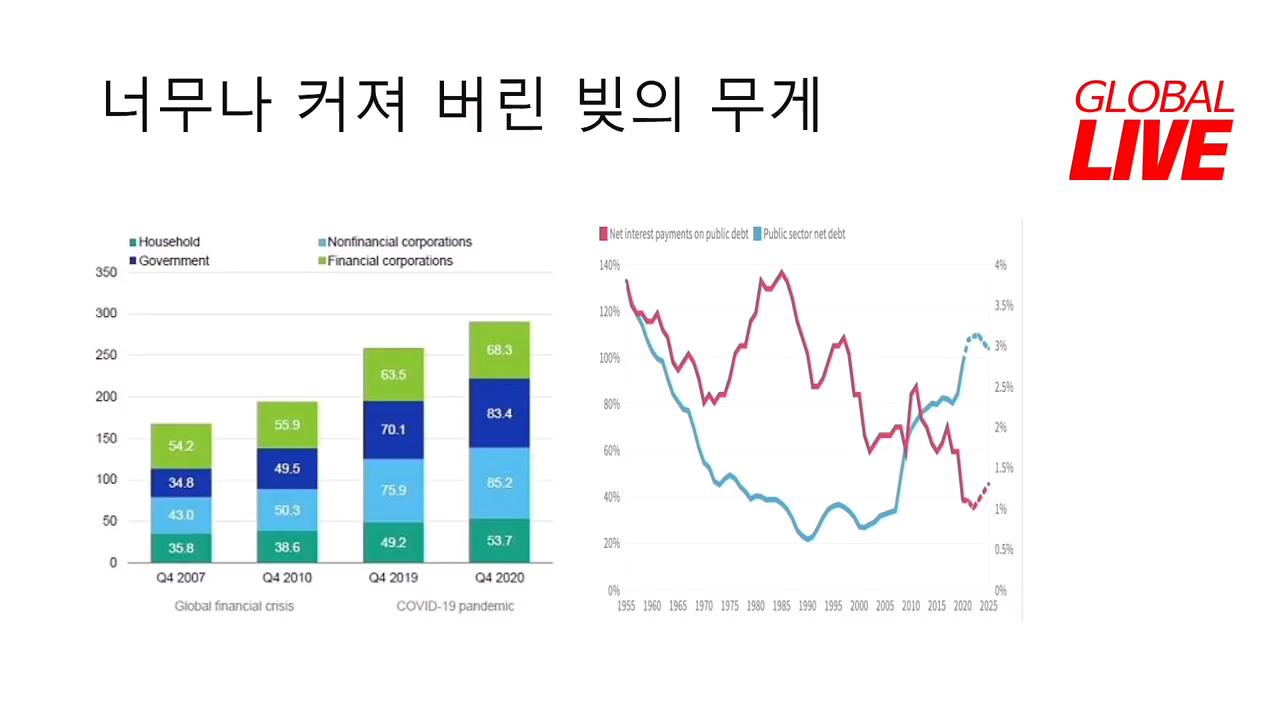 너무나 커져 버린 빚의 무게
GLOBAL
LIVE
Household
Nonfinancial corporations
Government
Financial corporations
350
300
250
200
150
100
50
0
54.2
34.8
43.0
35.8
55.9
49.5
50.3
38.6
63.5
70.1
75.9
49.2
68.3
83.4
85.2
53.7
Q4 2007
Q4 2010
Q4 2019
Q4 2020
Global financial crisis
COVID-19 pandemic
Net interest payments on public debt
Public sector net debt
140%
120%
100%
80%
60%
40%
20%
0%
4%
3.5%
3%
2.5%
2%
1.5%
1%
0.5%
0%
1955 1960 1965 1970 1975 1980 1985 1990 1995 2000 2005 2010 2015 2020 2025